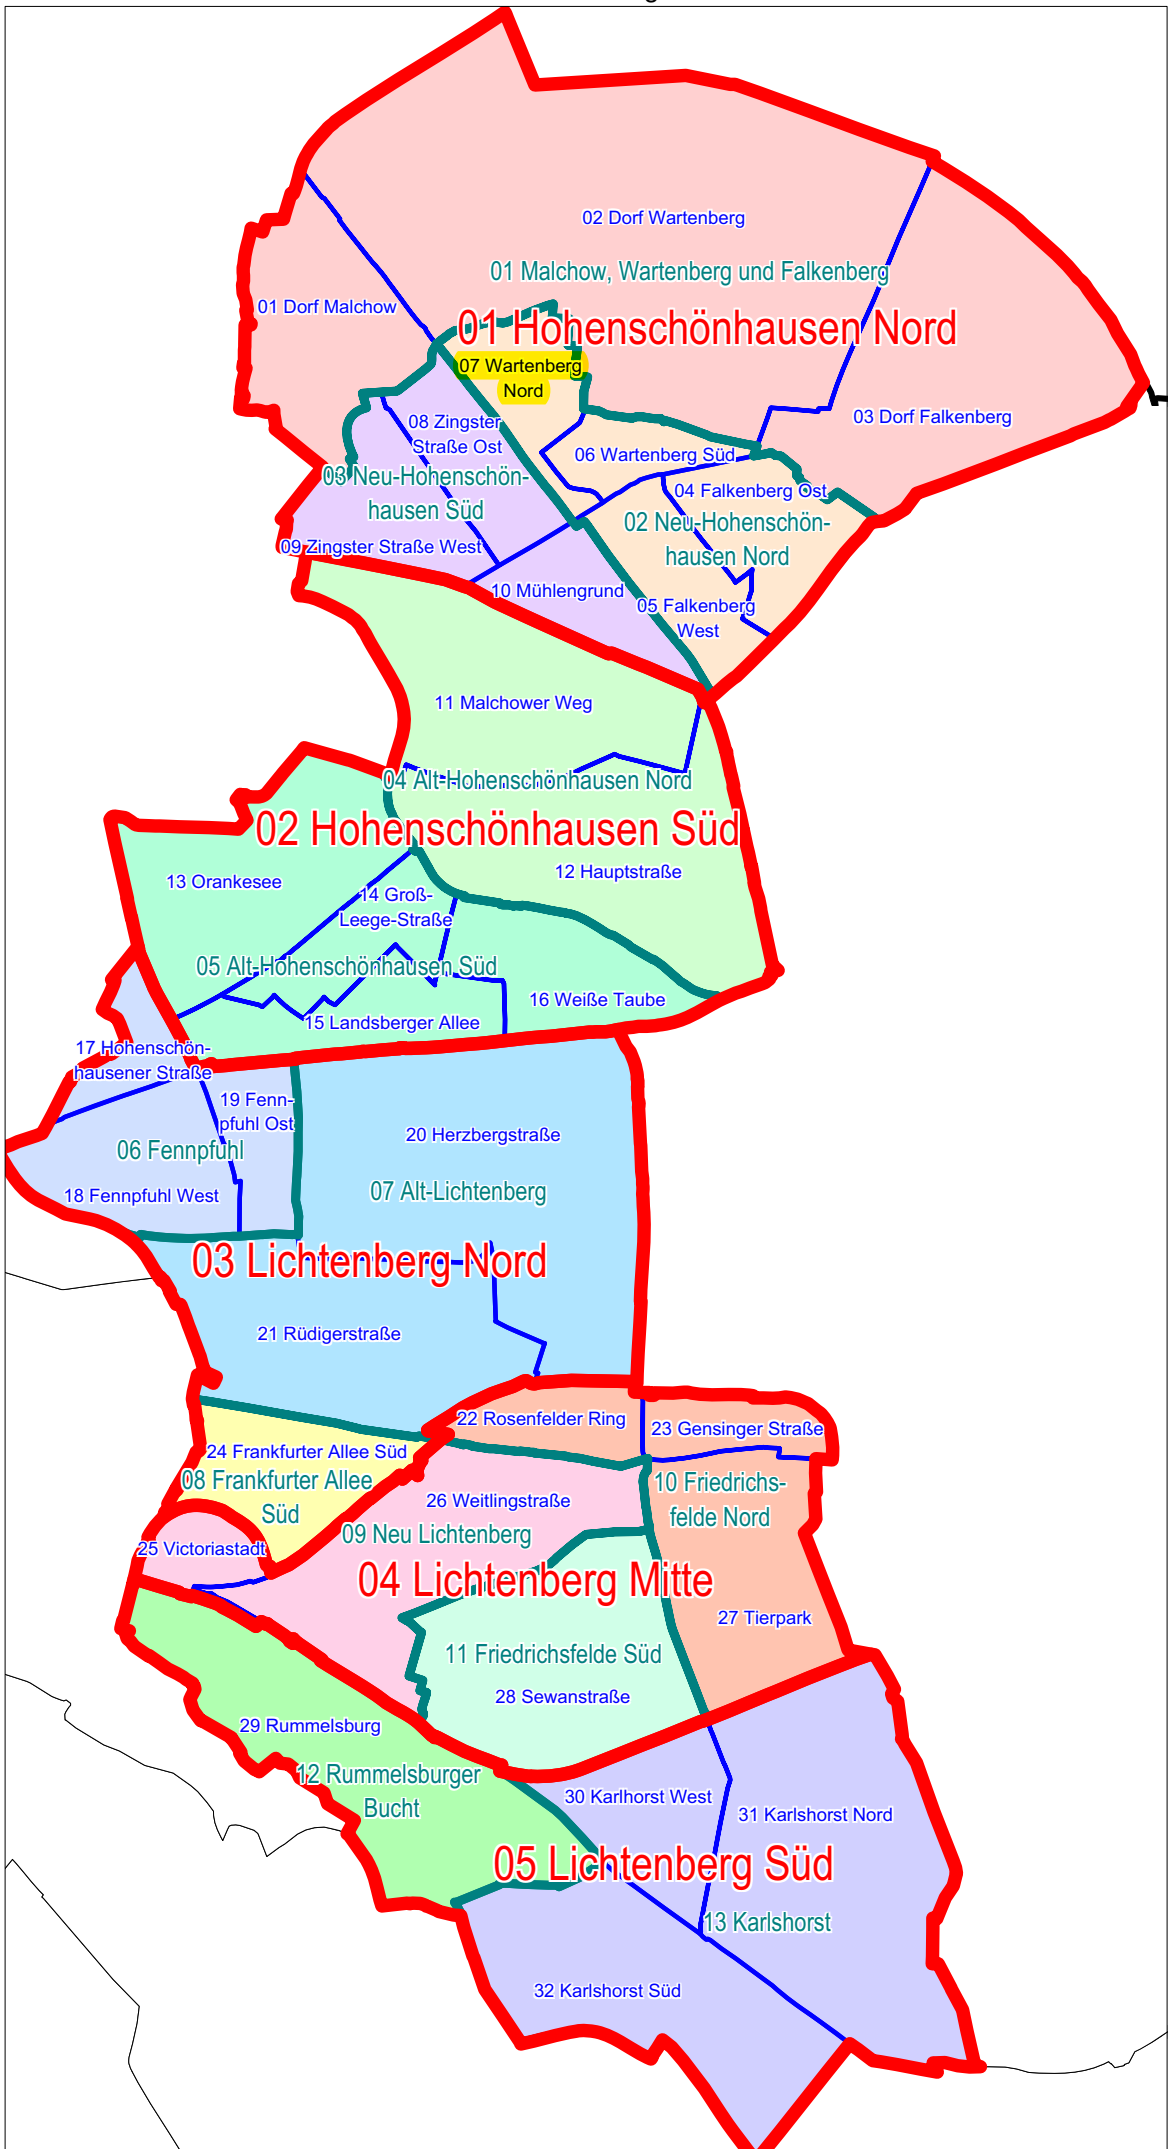 02 Dorf Wartenberg
01 Malchow, Wartenberg und Falkenberg
01 Dorf Malchow
01 Hohenschönhausen Nord
07 Wartenberg
Nord
03 Dorf Falkenberg
08 Zingster
Straße Ost
06 Wartenberg Süd
03 Neu-Hohenschön-
hausen Süd
04 Falkenberg Ost
02 Neu-Hohenschön-
hausen Nord
09 Zingster Straße West
10 Mühlengrund
05 Falkenberg
West
11 Malchower Weg
04 Alt-Hohenschönhausen Nord
02 Hohenschönhausen Süd
12 Hauptstraße
13 Orankesee
14 Groß-
Leege-Straße
05 Alt-Hohenschönhausen Süd
16 Weiße Taube
15 Landsberger Allee
17 Hohenschön-
hausener Straße
19 Fenn-
pfuhl Ost
20 Herzbergstraße
06 Fennpfuhl
18 Fennpfuhl West
07 Alt-Lichtenberg
03 Lichtenberg Nord
21 Rüdigerstraße
22 Rosenfelder Ring
23 Gensinger Straße
24 Frankfurter Allee Süd
08 Frankfurter Allee
Süd
10 Friedrichs-
felde Nord
26 Weitlingstraße
09 Neu Lichtenberg
25 Victoriastadt
04 Lichtenberg Mitte
27 Tierpark
11 Friedrichsfelde Süd
28 Sewanstraße
29 Rummelsburg
12 Rummelsburger
Bucht
30 Karlhorst West
31 Karlshorst Nord
05 Lichtenberg Süd
13 Karlshorst
32 Karlshorst Süd